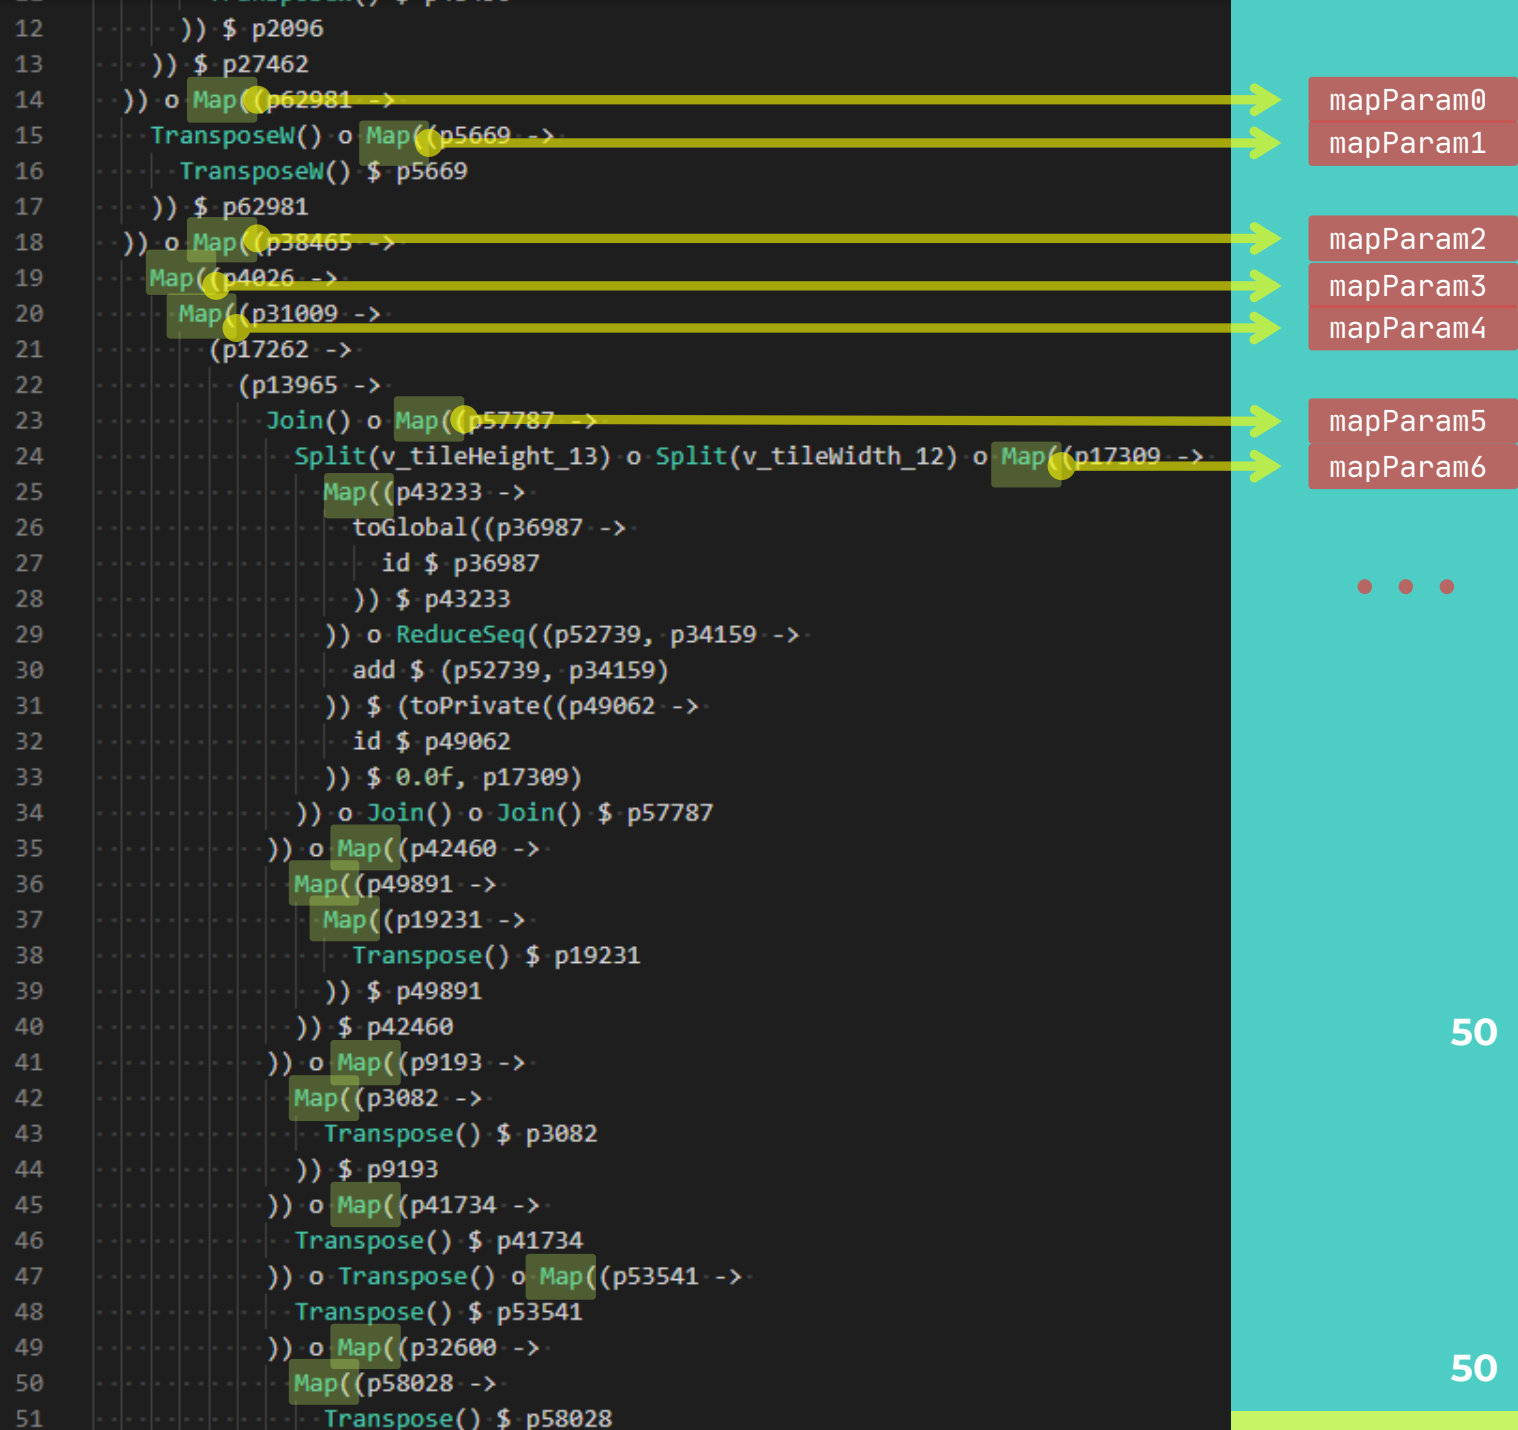 12 )) $ p2096
13 )) $ p27462
14 )) o Map((p62981 -> mapParam0
15 TransposeW() o Map((p5669 -> mapParam1
16 TransposeW() $ p5669
17 )) $ p62981
18 )) o Map((p38465 -> mapParam2
19 Map((p4026 -> mapParam3
20 Map((p31009 -> mapParam4
21 (p17262 ->
22 (p13965 ->
23 Join() o Map((p57787 -> mapParam5
24 Split(v_tileHeight_13) o Split(v_tileWidth_12) o Map((p17309 -> mapParam6
25 Map((p43233 ->
26 toGlobal((p36987 ->
27 id $ p36987
28 )) $ p43233
29 )) o ReduceSeq((p52739, p34159 ->
30 add $ (p52739, p34159)
31 )) $ (toPrivate((p49062 ->
32 id $ p49062
33 )) $ 0.0f, p17309)
34 )) o Join() o Join() $ p57787
35 )) o Map((p42460 ->
36 Map((p49891 ->
37 Map((p19231 ->
38 Transpose() $ p19231
39 )) $ p49891
40 )) $ p42460
41 )) o Map((p9193 ->
42 Map((p3082 ->
43 Transpose() $ p3082
44 )) $ p9193
45 )) o Map((p41734 ->
46 Transpose() $ p41734
47 )) o Transpose() o Map((p53541 ->
48 Transpose() $ p53541
49 )) o Map((p32600 ->
50 Map((p58028 ->
51 Transpose() $ p58028
50
50